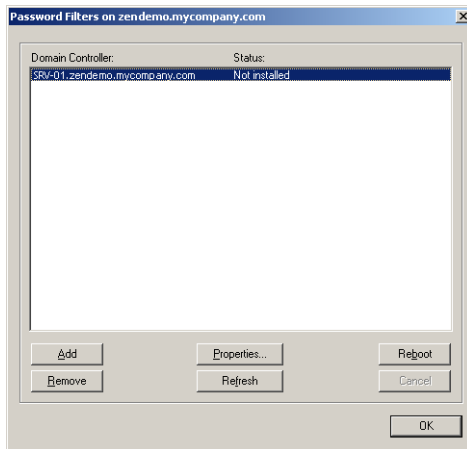 Password Filters on zendemo.mycompany.com
Domain Controller: Status:
SRV-01.zendemo.mycompany.com Not installed
Add Properties... Reboot
Remove Refresh Cancel
OK